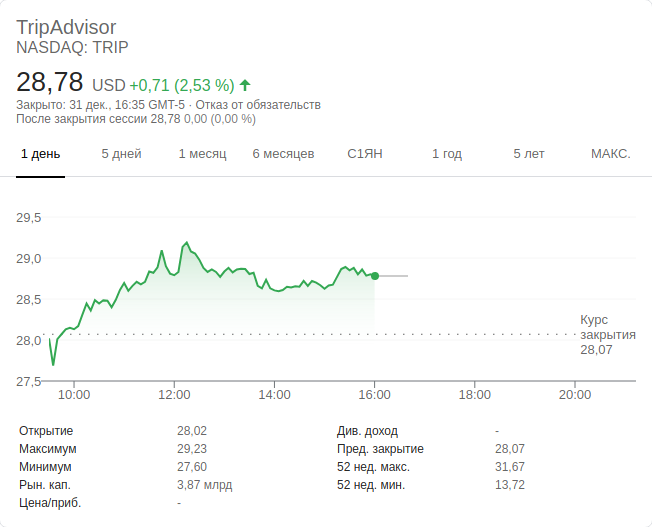 TripAdvisor
NASDAQ: TRIP
28,78 USD +0,71 (2,53 %)
Закрыто: 31 дек., 16:35 GMT-5 · Отказ от обязательств
После закрытия сессии 28,78 0,00 (0,00 %)
1 день 5 дней 1 месяц 6 месяцев С1ЯН 1 год 5 лет МАКС.
29,5
29,0
28,5
28,0
27,5
Курс
закрытия
28,07
10:00 12:00 14:00 16:00 18:00 20:00
Открытие 28,02 Див. доход -
Максимум 29,23 Пред. закрытие 28,07
Минимум 27,60 52 нед. макс. 31,67
Рын. кап. 3,87 млрд 52 нед. мин. 13,72
Цена/приб. -